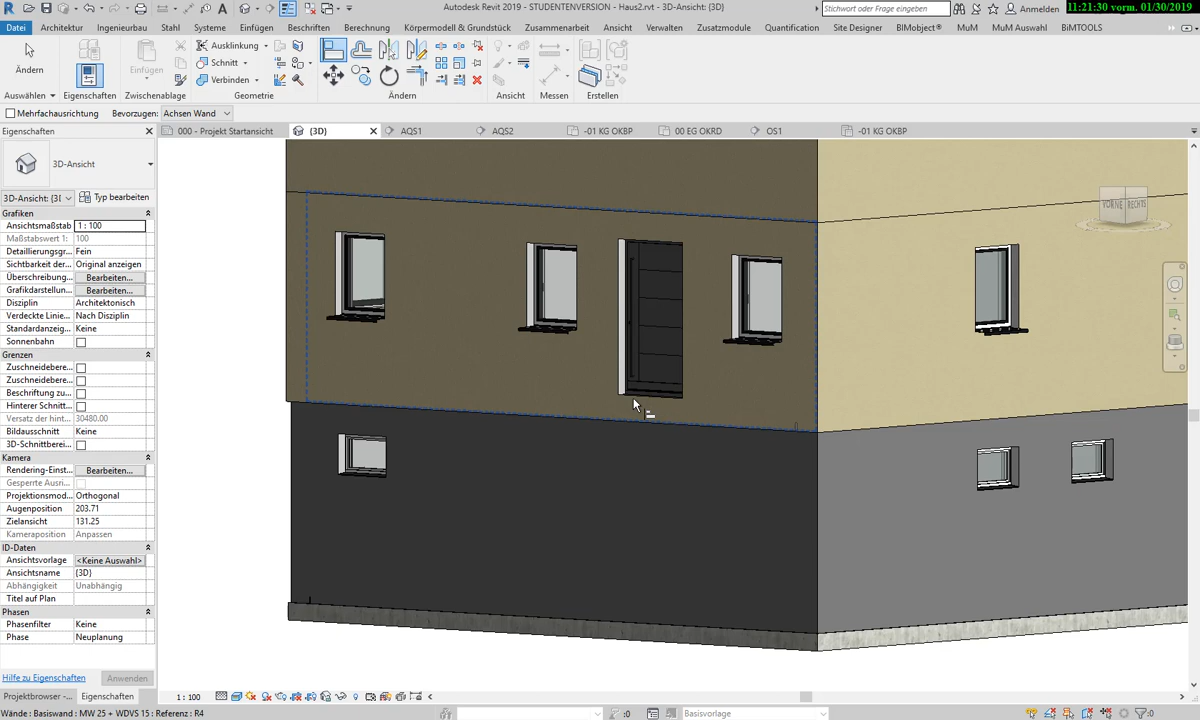 Autodesk Revit 2019 - STUDENTENVERSION - Haus2.rvt - 3D-Ansicht: {3D}
Stichwort oder Frage eingeben
Anmelden
11:21:30 vorm. 01/30/2019
Datei Architektur Ingenieurbau Stahl Systeme Einfügen Beschriften Berechnung Körpermodell & Grundstück Zusammenarbeit Ansicht Verwalten Zusatzmodule Quantification Site Designer BIMobject® MuM MuM Auswahl BiMTOOLS
Ändern
Einfügen
Ausklinkung
Schnitt
Verbinden
Auswählen Eigenschaften Zwischenablage Geometrie Ändern Ansicht Messen Erstellen
Mehrfachausrichtung Bevorzugen: Achsen Wand
Eigenschaften
000 - Projekt Startansicht {3D} AQS1 AQS2 -01 KG OKBP 00 EG OKRD OS1 -01 KG OKBP
3D-Ansicht
3D-Ansicht: {3I Typ bearbeiten
Grafiken
Ansichtsmaßstab 1 : 100
Maßstabswert 1: 100
Detaillierungsgr... Fein
Sichtbarkeit der... Original anzeigen
Überschreibung... Bearbeiten...
Grafikdarstellun... Bearbeiten...
Disziplin Architektonisch
Verdeckte Linie... Nach Disziplin
Standardanzeig... Keine
Sonnenbahn
Grenzen
Zuschneidebere...
Zuschneidebere...
Beschriftung zu...
Hinterer Schnitt...
Versatz der hint... 30480.00
Bildausschnitt Keine
3D-Schnittberei...
Kamera
Rendering-Einst... Bearbeiten...
Gesperte Ausri...
Projektionsmod... Orthogonal
Augenposition 203.71
Zielansicht 131.25
Kameraposition Anpassen
ID-Daten
Ansichtsvorlage <Keine Auswahl>
Ansichtsname {3D}
Abhängigkeit Unabhängig
Titel auf Plan
Phasen
Phasenfilter Keine
Phase Neuplanung
Hilfe zu Eigenschaften Anwenden
Projektbrowser -... Eigenschaften
VORNE RECHTS
1 : 100
Wände : Basiswand : MW 25 + WDVS 15 : Referenz : R4
:0
Basisvorlage
:0